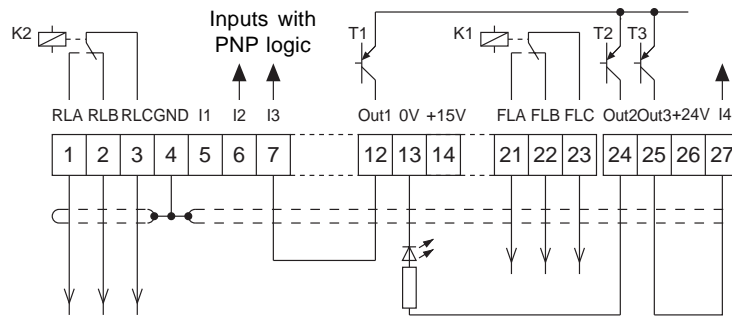 Inputs with
PNP logic
K2
T1
K1
T2 T3
RLA RLB RLC GND I1 I2 I3 Out1 0V +15V FLA FLB FLC Out2 Out3 +24V I4
1 2 3 4 5 6 7 12 13 14 21 22 23 24 25 26 27